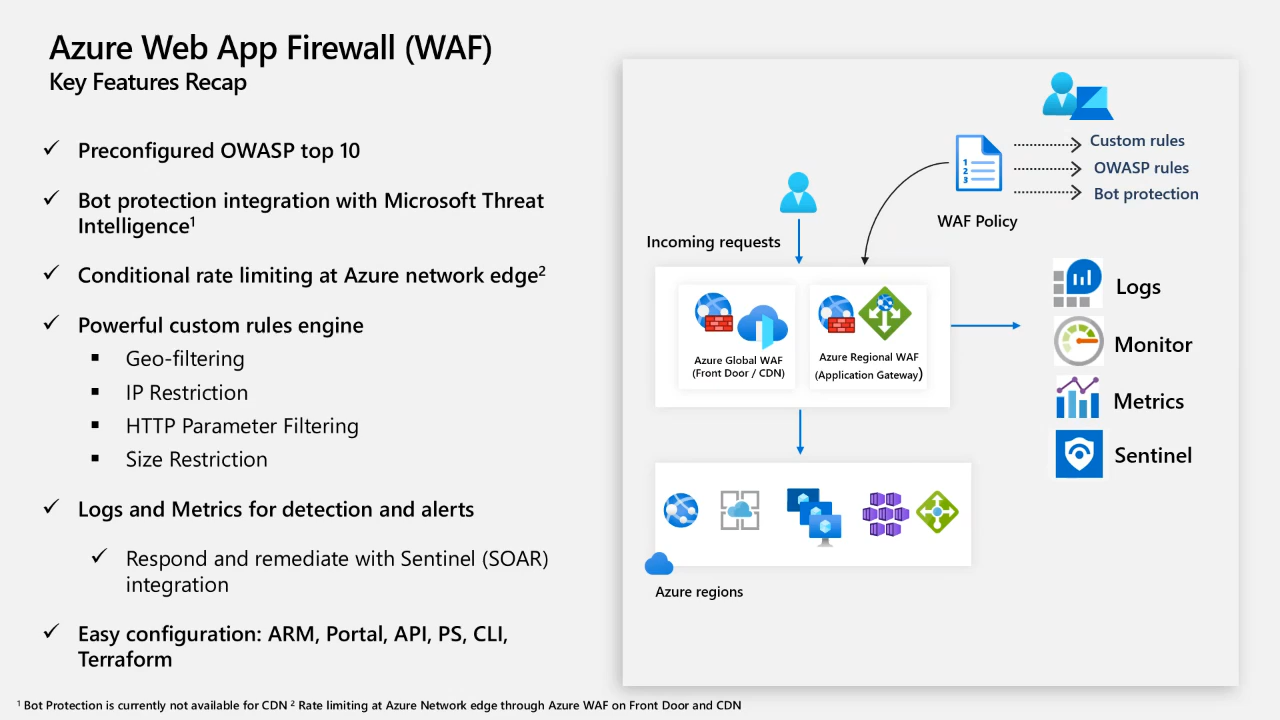 Azure Web App Firewall (WAF)
Key Features Recap
✓ Preconfigured OWASP top 10
✓ Bot protection integration with Microsoft Threat
Intelligence¹
✓ Conditional rate limiting at Azure network edge²
✓ Powerful custom rules engine
▪ Geo-filtering
▪ IP Restriction
▪ HTTP Parameter Filtering
▪ Size Restriction
✓ Logs and Metrics for detection and alerts
✓ Respond and remediate with Sentinel (SOAR)
integration
✓ Easy configuration: ARM, Portal, API, PS, CLI,
Terraform
Custom rules
OWASP rules
Bot protection
1
2
3
WAF Policy
Incoming requests
Azure Global WAF
(Front Door / CDN)
Azure Regional WAF
(Application Gateway)
Logs
Monitor
Metrics
Sentinel
Azure regions
¹ Bot Protection is currently not available for CDN ² Rate limiting at Azure Network edge through Azure WAF on Front Door and CDN